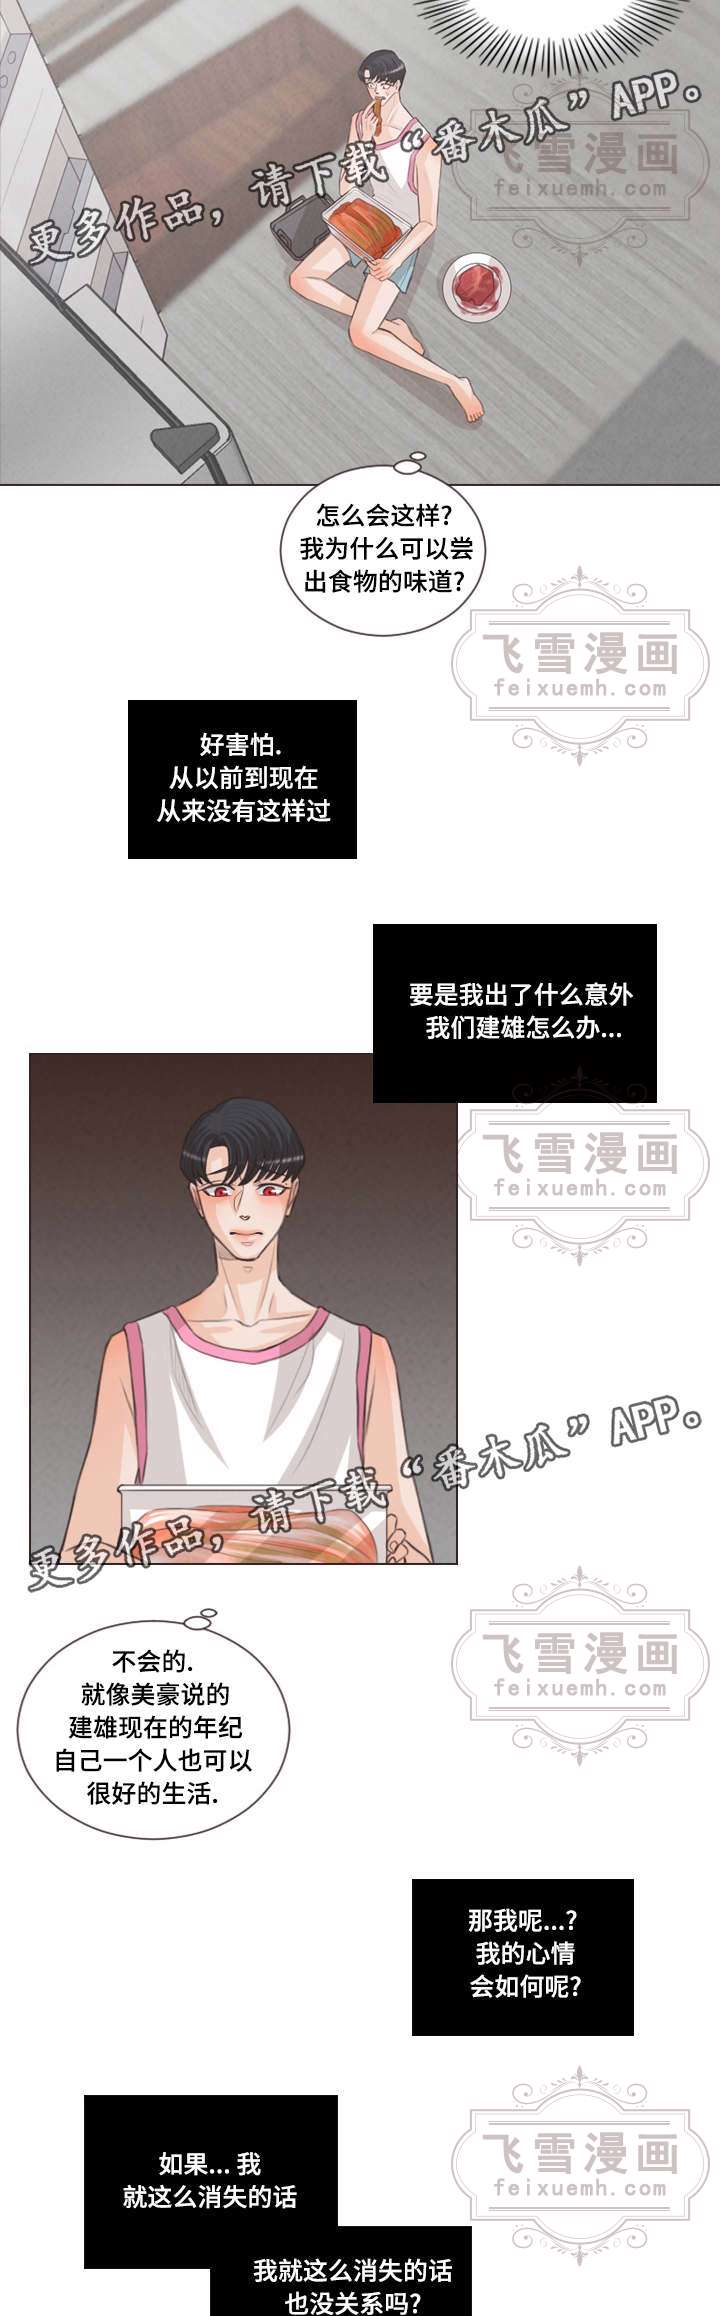 更多作品，请下载“番木瓜”APP。
飞雪漫画
feixuemh.com
怎么会这样?
我为什么可以尝
出食物的味道?
飞雪漫画
feixuemh.com
好害怕.
从以前到现在
从来没有这样过
要是我出了什么意外
我们建雄怎么办...
飞雪漫画
feixuemh.com
更多作品，请下载“番木瓜”APP。
不会的.
就像美豪说的
建雄现在的年纪
自己一个人也可以
很好的生活.
飞雪漫画
feixuemh.com
那我呢...?
我的心情
会如何呢?
如果... 我
就这么消失的话
飞雪漫画
feixuemh.com
我就这么消失的话
也没关系吗?